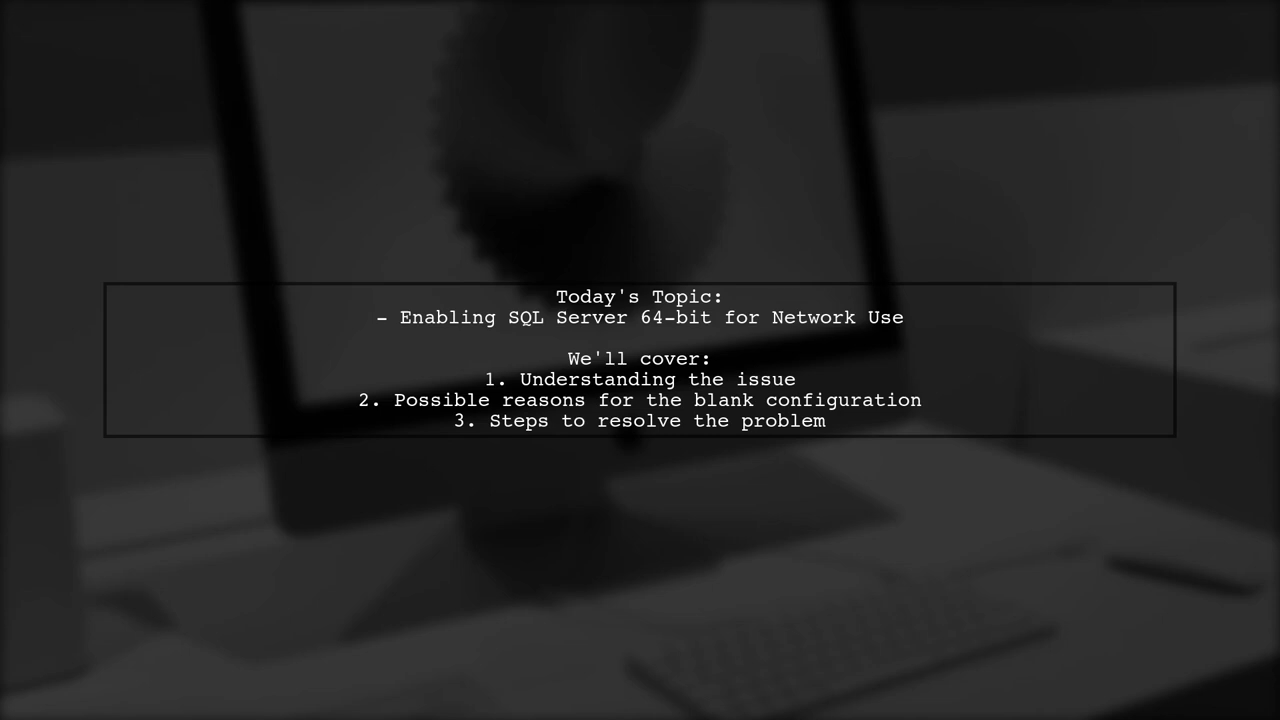 Today's Topic:
- Enabling SQL Server 64-bit for Network Use
We'll cover:
1. Understanding the issue
2. Possible reasons for the blank configuration
3. Steps to resolve the problem